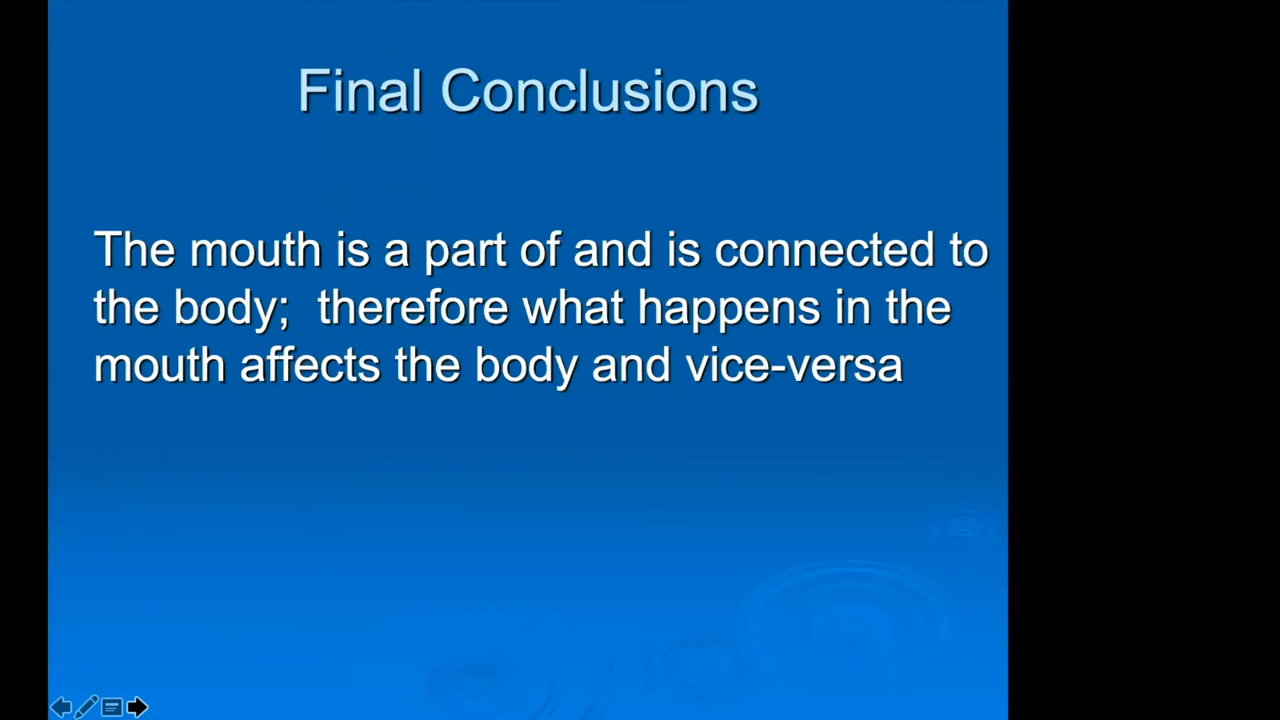 Final Conclusions
The mouth is a part of and is connected to
the body;  therefore what happens in the
mouth affects the body and vice-versa